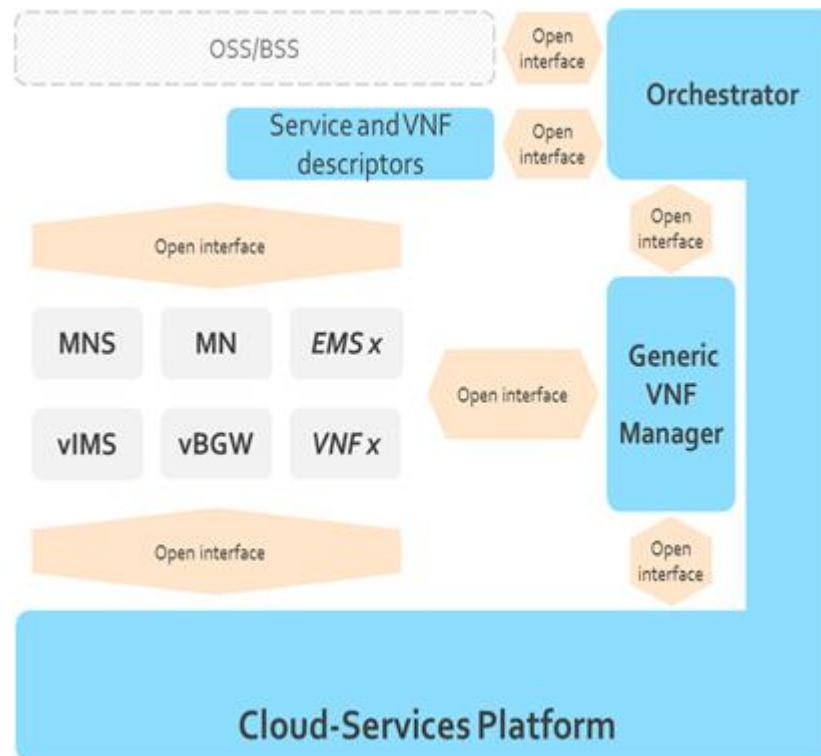 OSS/BSS
Open
interface
Orchestrator
Service and VNF
descriptors
Open
interface
Open interface
Open
interface
MNS
MN
EMS x
Generic
VNF
Manager
Open interface
vIMS
vBGW
VNF x
Open interface
Open
interface
Cloud-Services Platform